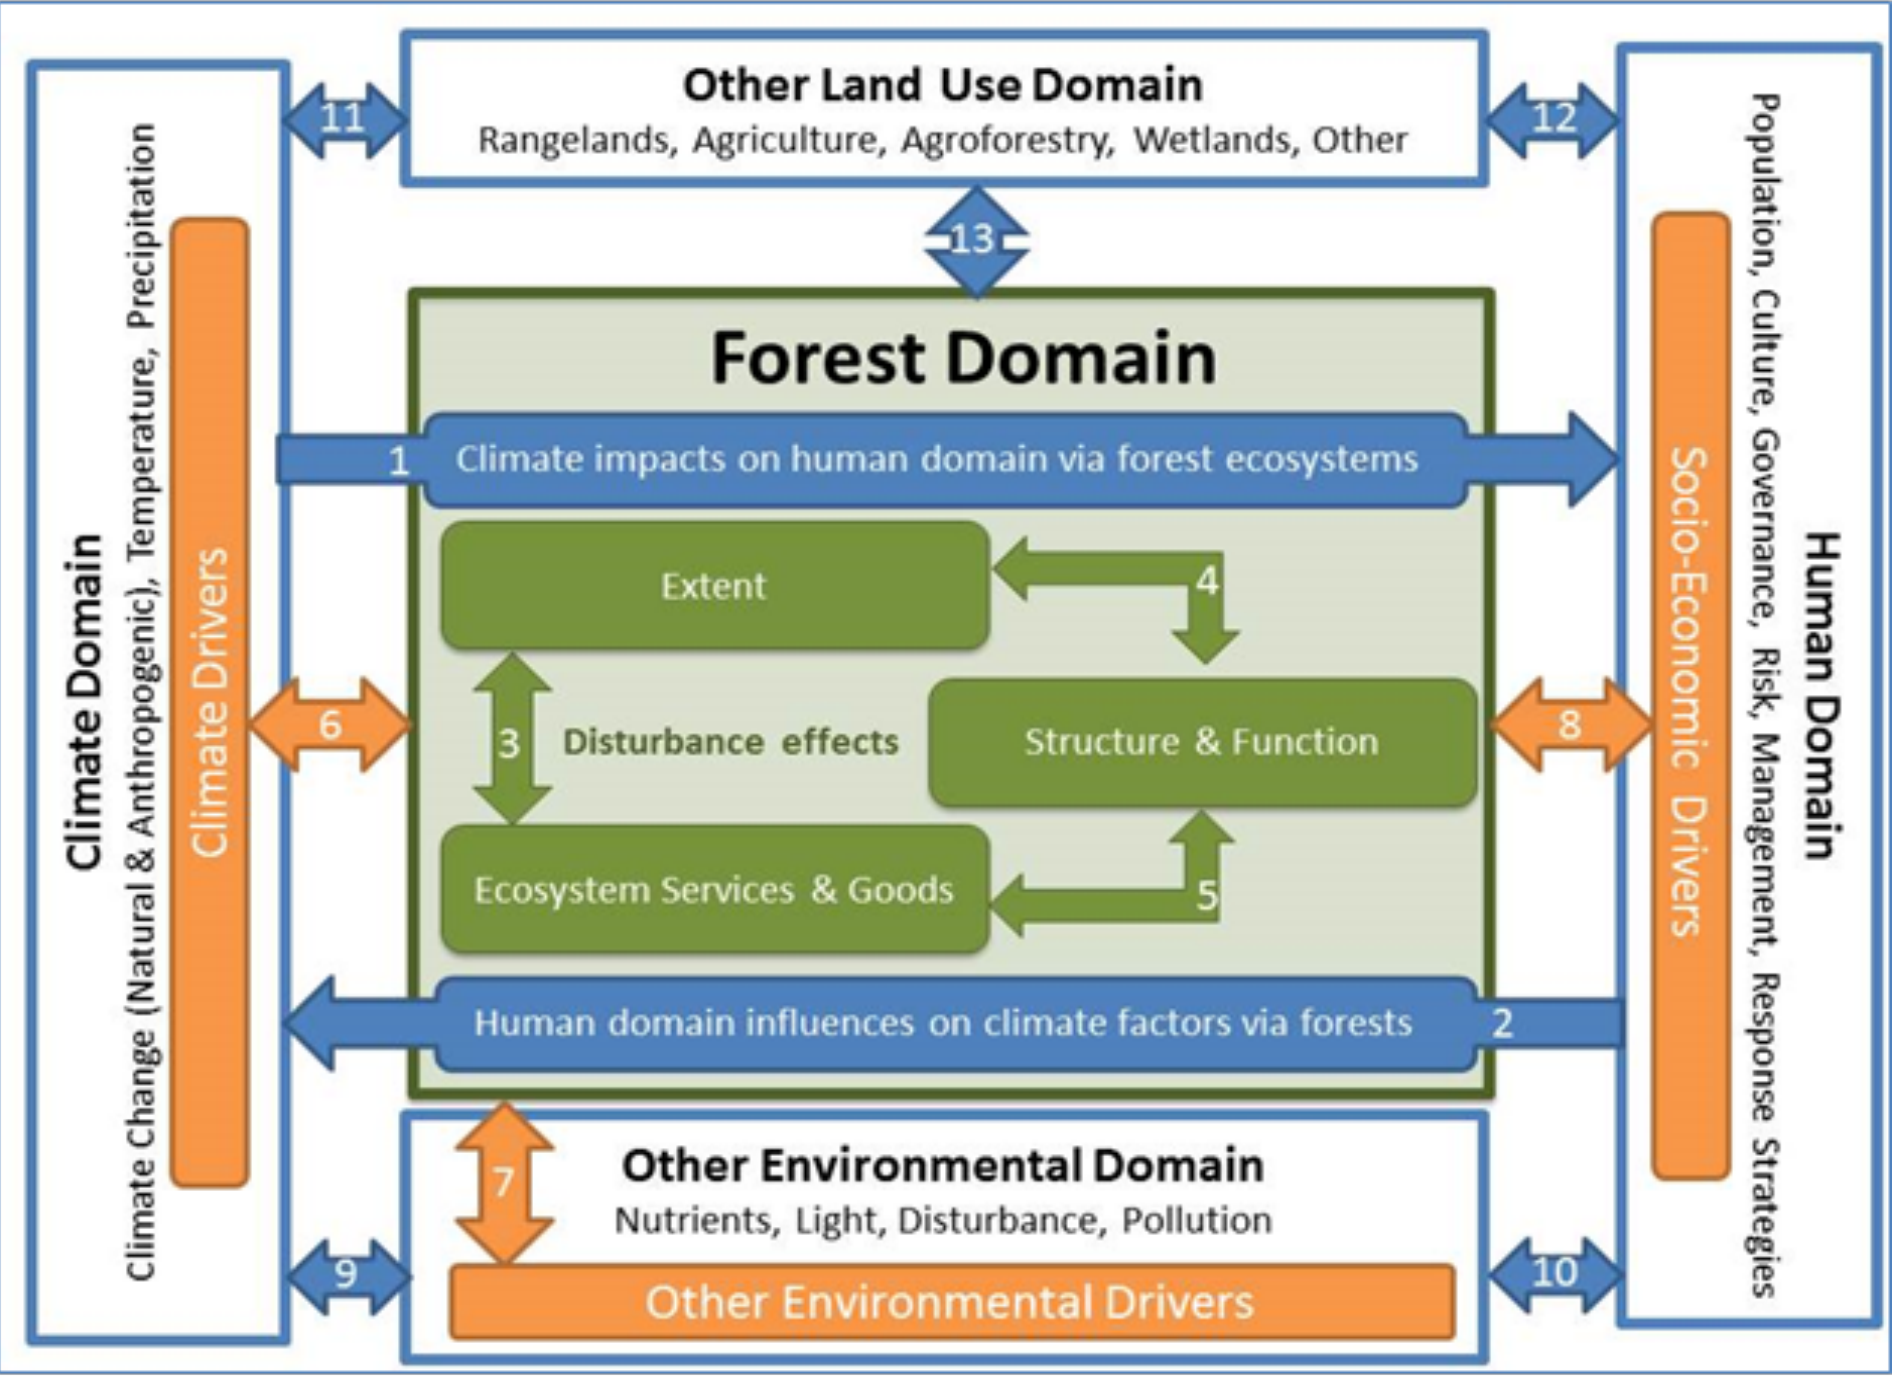 Other Land Use Domain
Rangelands, Agriculture, Agroforestry, Wetlands, Other
11
12
13
Climate Domain
Climate Change (Natural & Anthropogenic), Temperature, Precipitation
Climate Drivers
Forest Domain
1
Climate impacts on human domain via forest ecosystems
Extent
4
3
Disturbance effects
Structure & Function
Ecosystem Services & Goods
5
6
8
Human domain influences on climate factors via forests
2
Socio-Economic Drivers
Population, Culture, Governance, Risk, Management, Response Strategies
Human Domain
7
Other Environmental Domain
Nutrients, Light, Disturbance, Pollution
9
10
Other Environmental Drivers